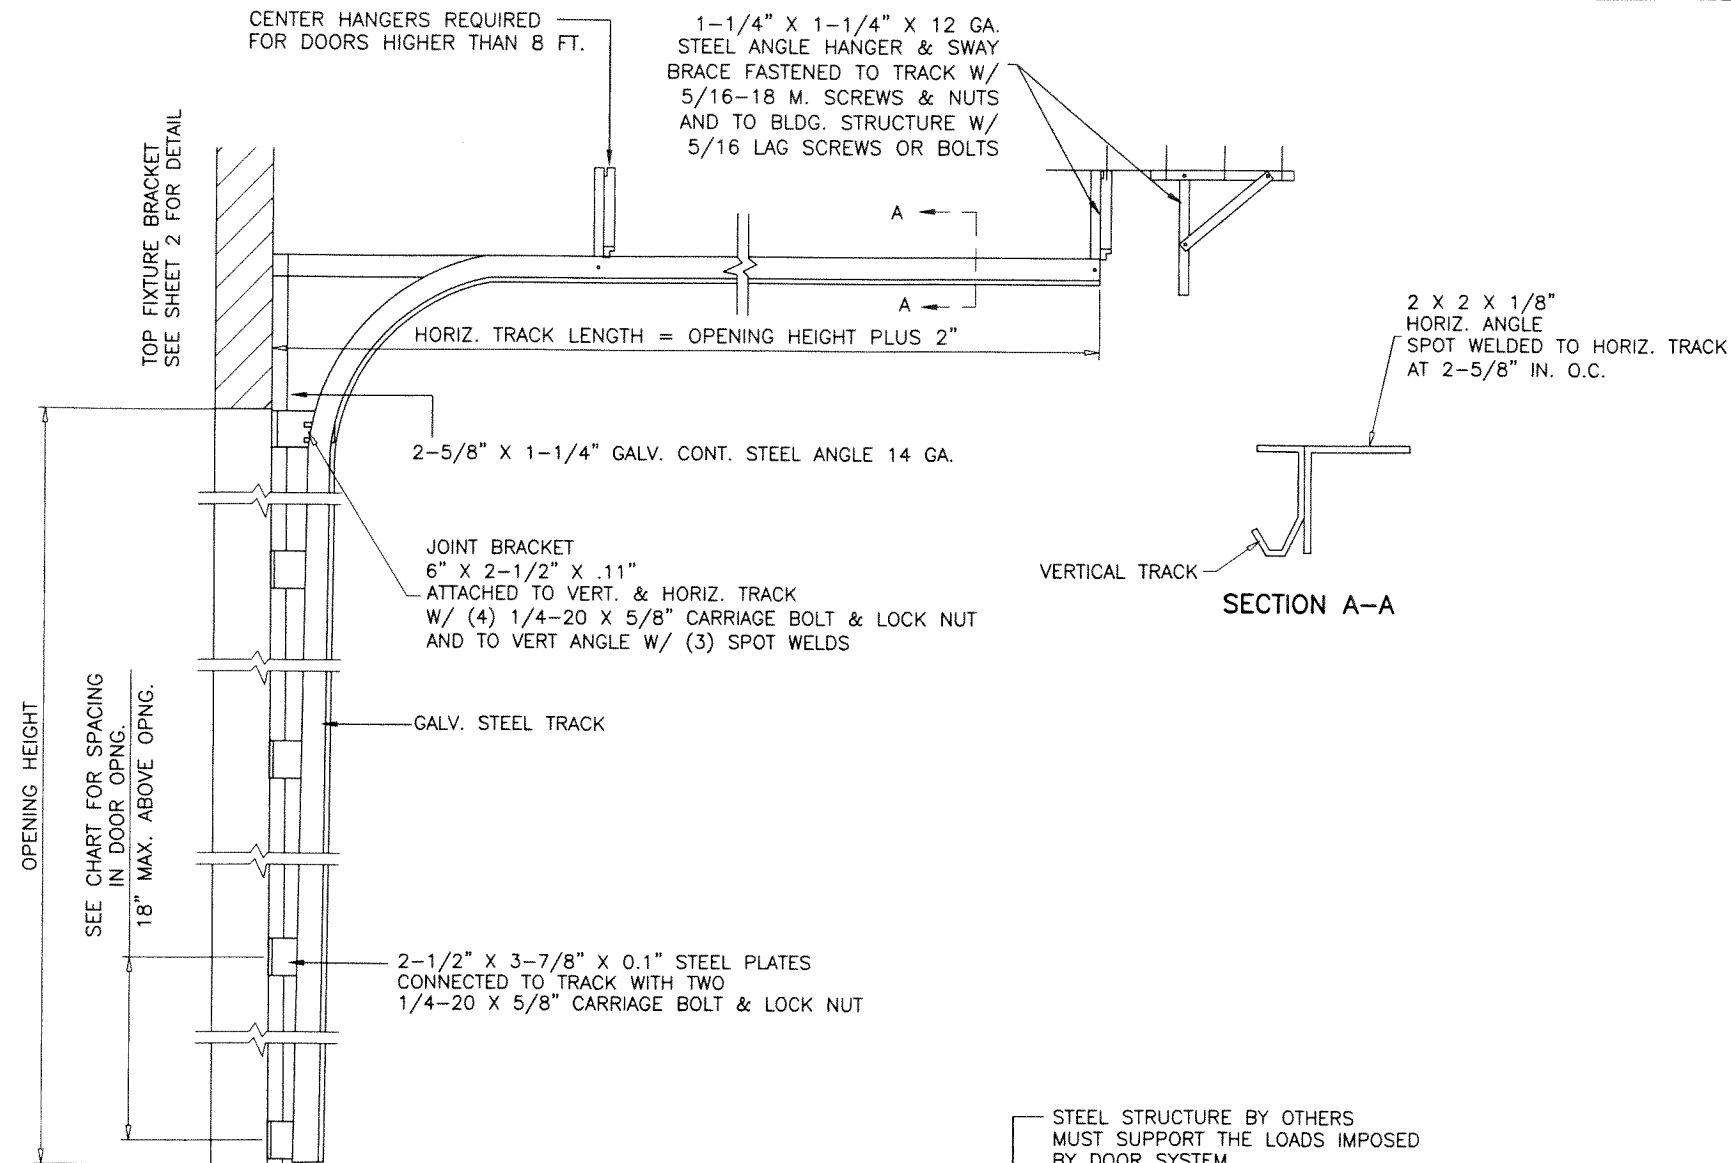 CENTER HANGERS REQUIRED
FOR DOORS HIGHER THAN 8 FT.
1-1/4" X 1-1/4" X 12 GA.
STEEL ANGLE HANGER & SWAY
BRACE FASTENED TO TRACK W/
5/16-18 M. SCREWS & NUTS
AND TO BLDG. STRUCTURE W/
5/16 LAG SCREWS OR BOLTS
TOP FIXTURE BRACKET
SEE SHEET 2 FOR DETAIL
A
A
HORIZ. TRACK LENGTH = OPENING HEIGHT PLUS 2"
2 X 2 X 1/8"
HORIZ. ANGLE
SPOT WELDED TO HORIZ. TRACK
AT 2-5/8" IN. O.C.
2-5/8" X 1-1/4" GALV. CONT. STEEL ANGLE 14 GA.
JOINT BRACKET
6" X 2-1/2" X .11"
ATTACHED TO VERT. & HORIZ. TRACK
W/ (4) 1/4-20 X 5/8" CARRIAGE BOLT & LOCK NUT
AND TO VERT ANGLE W/ (3) SPOT WELDS
VERTICAL TRACK
SECTION A-A
GALV. STEEL TRACK
OPENING HEIGHT
SEE CHART FOR SPACING
IN DOOR OPNG.
18" MAX. ABOVE OPNG.
2-1/2" X 3-7/8" X 0.1" STEEL PLATES
CONNECTED TO TRACK WITH TWO
1/4-20 X 5/8" CARRIAGE BOLT & LOCK NUT
STEEL STRUCTURE BY OTHERS
MUST SUPPORT THE LOADS IMPOSED
BY DOOR SYSTEM